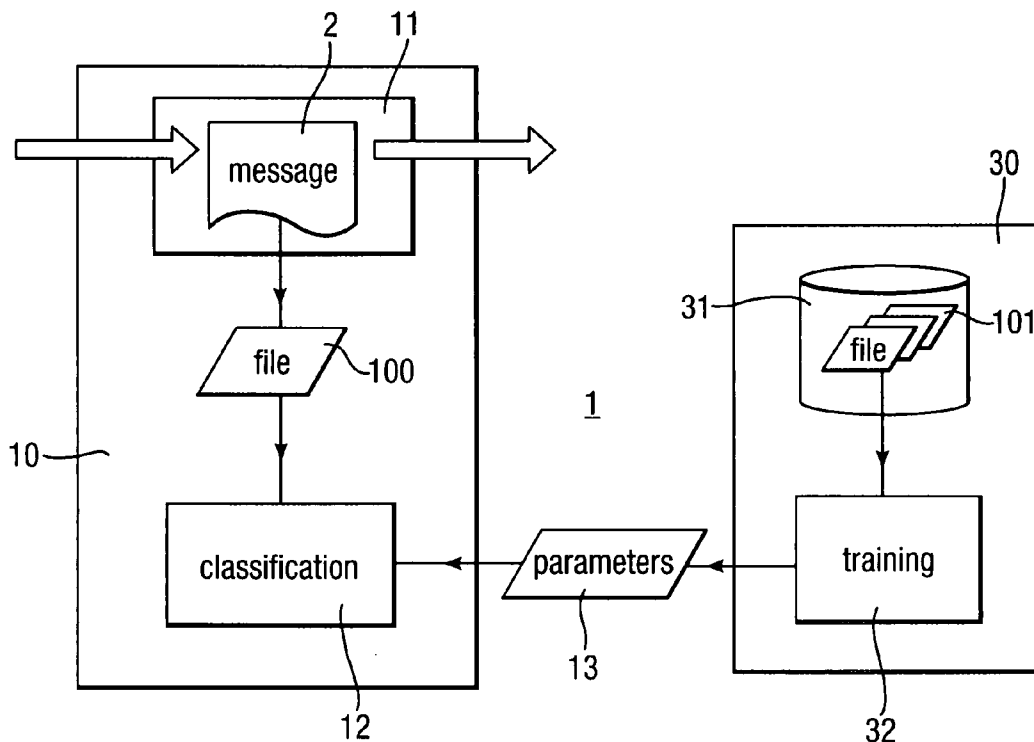 2
11
message
30
31
101
file
file
100
1
10
classification
parameters
training
13
12
32